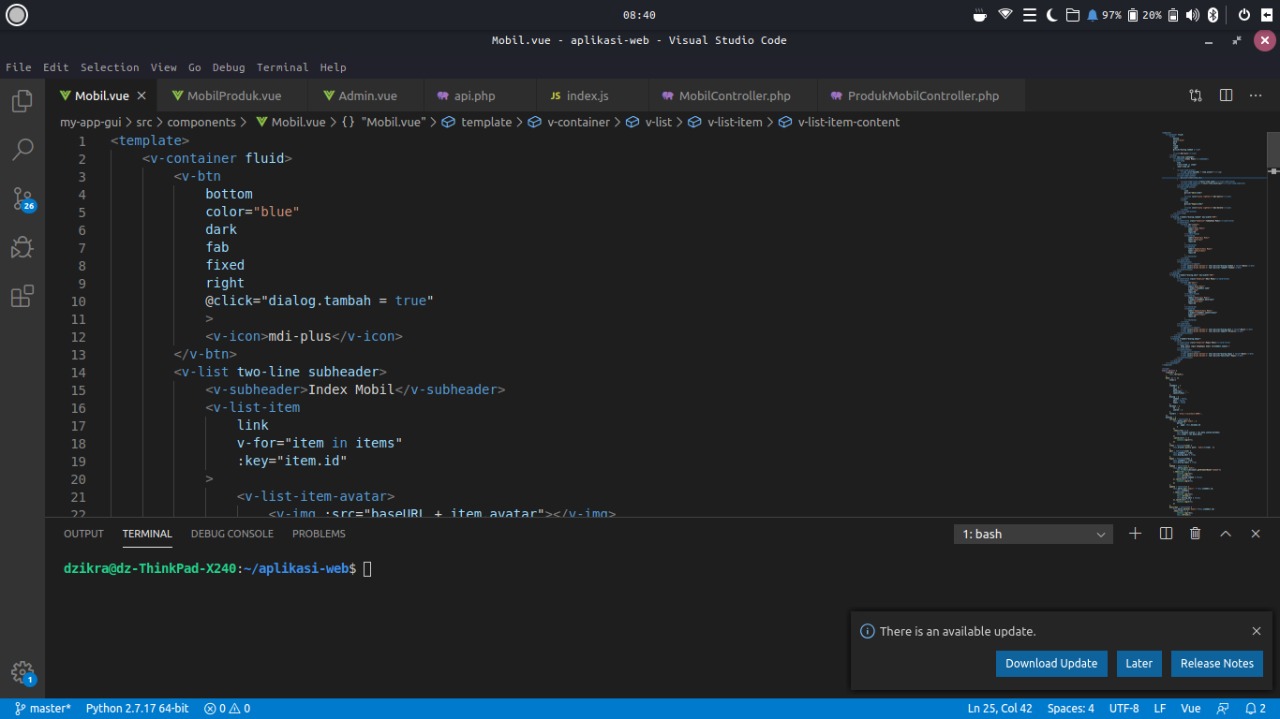 08:40
97% 20%
Mobil.vue - aplikasi-web - Visual Studio Code
File Edit Selection View Go Debug Terminal Help
Mobil.vue MobilProduk.vue Admin.vue api.php JS index.js MobilController.php ProdukMobilController.php
my-app-gui > src > components > Mobil.vue > {} "Mobil.vue" > template > v-container > v-list > v-list-item > v-list-item-content
1 <template>
2 <v-container fluid>
3 <v-btn
4 bottom
5 color="blue"
6 dark
7 fab
8 fixed
9 right
10 @click="dialog.tambah = true"
11 >
12 <v-icon>mdi-plus</v-icon>
13 </v-btn>
14 <v-list two-line subheader>
15 <v-subheader>Index Mobil</v-subheader>
16 <v-list-item
17 link
18 v-for="item in items"
19 :key="item.id"
20 >
21 <v-list-item-avatar>
22 <v-img :src="baseURL + item.avatar"></v-img>
26
OUTPUT TERMINAL DEBUG CONSOLE PROBLEMS 1: bash
dzikra@dz-ThinkPad-X240:~/aplikasi-web$
There is an available update.
Download Update Later Release Notes
1
master* Python 2.7.17 64-bit 0 0 Ln 25, Col 42 Spaces: 4 UTF-8 LF Vue 2